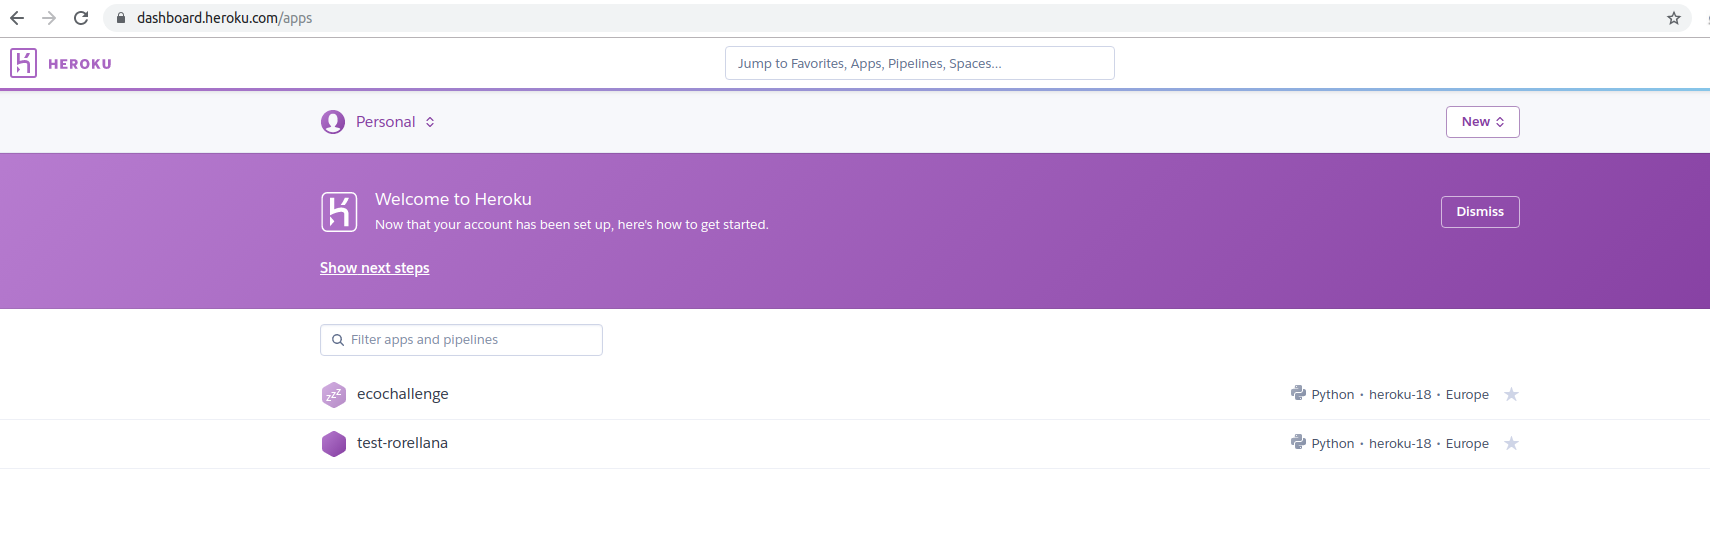 dashboard.heroku.com/apps
HEROKU
Jump to Favorites, Apps, Pipelines, Spaces...
Personal
New
Welcome to Heroku
Now that your account has been set up, here's how to get started.
Dismiss
Show next steps
Filter apps and pipelines
zzz ecochallenge Python • heroku-18 • Europe
test-rorellana Python • heroku-18 • Europe